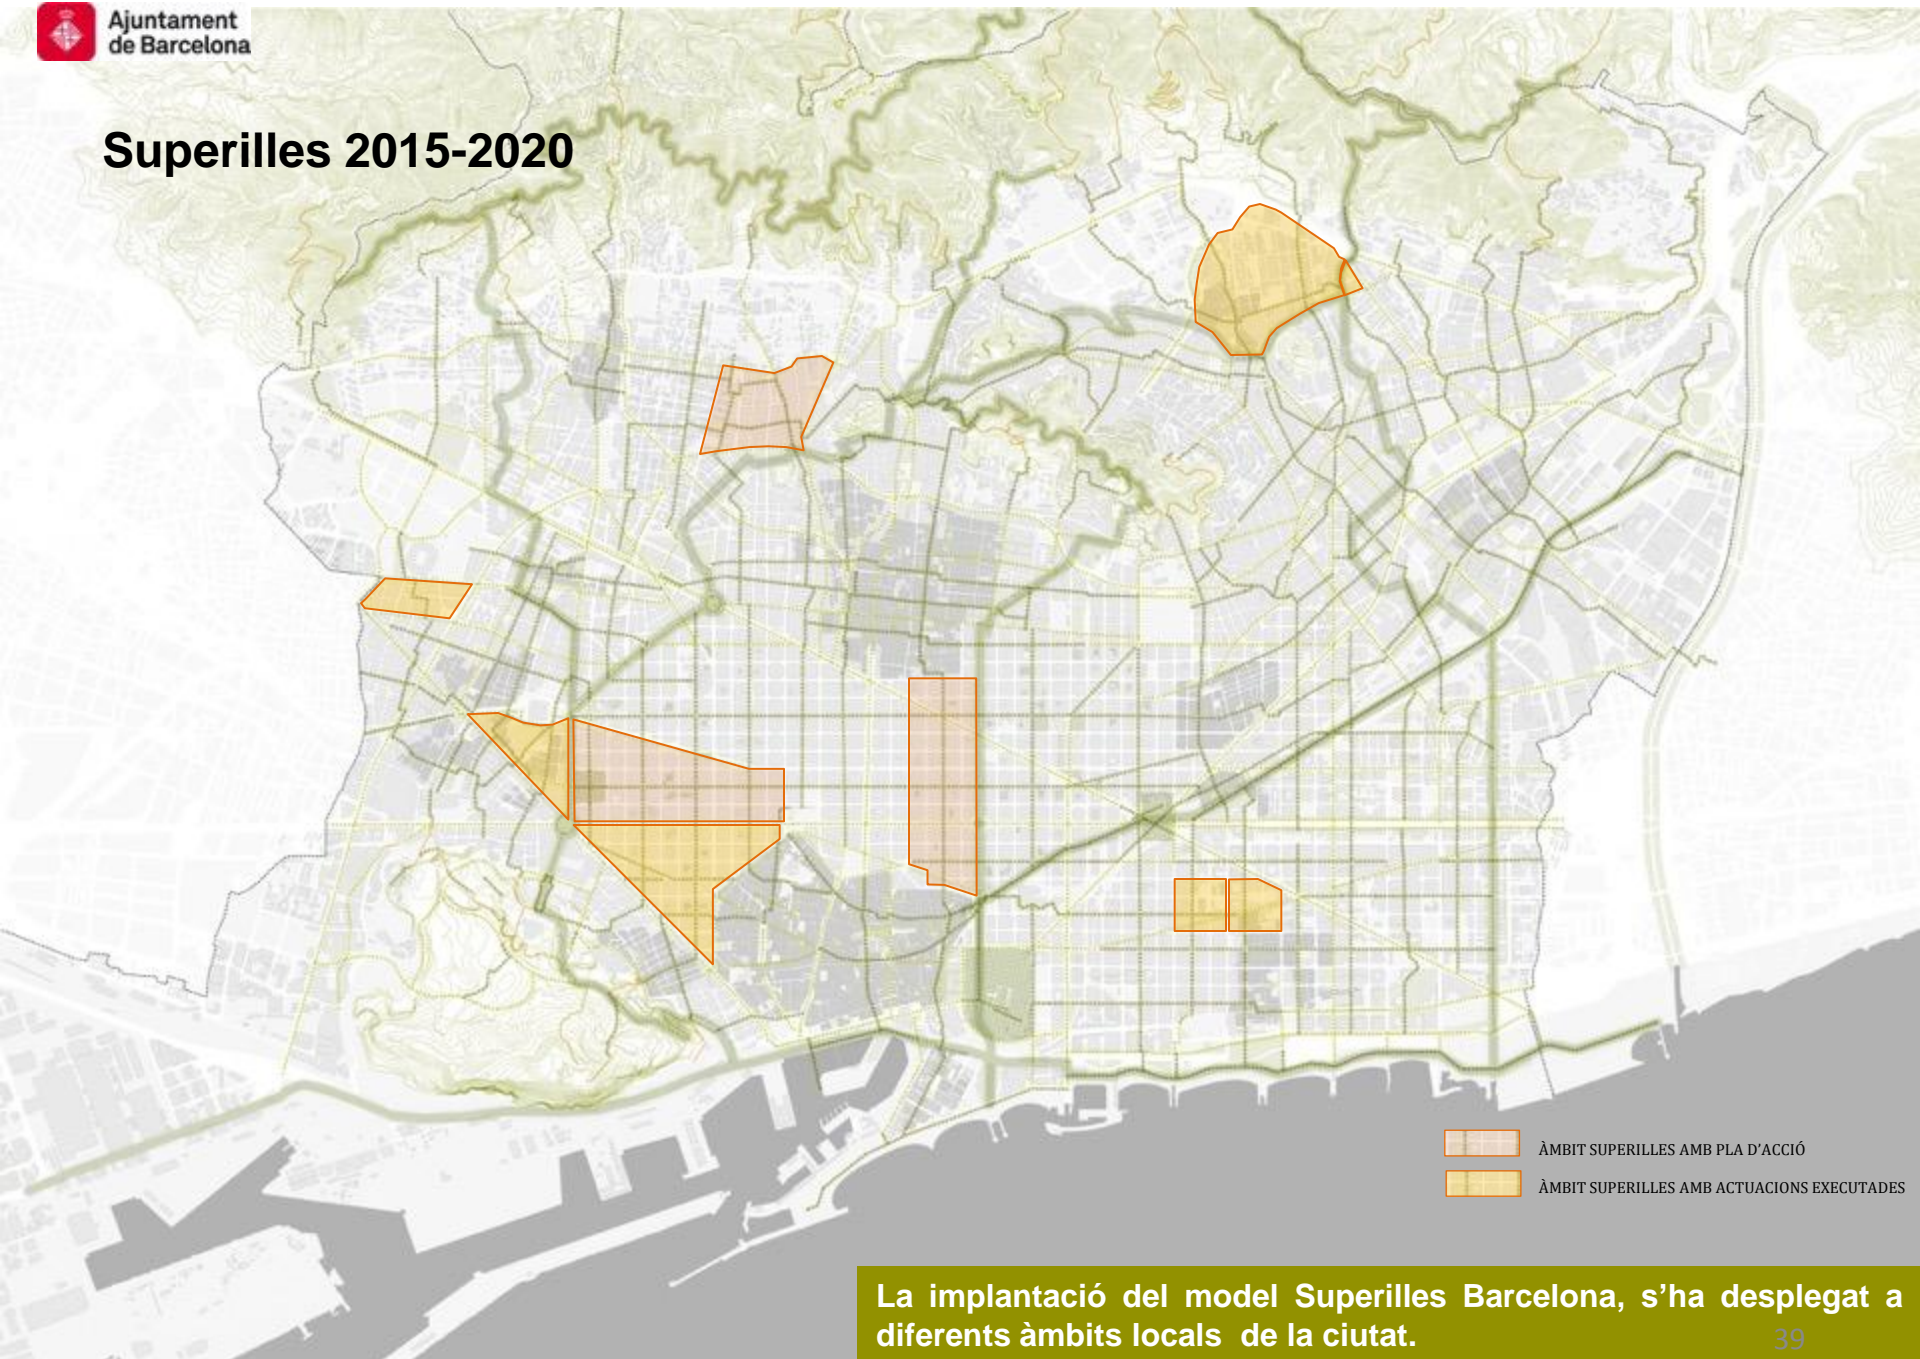 Ajuntament
de Barcelona
Superilles 2015-2020
ÀMBIT SUPERILLES AMB PLA D'ACCIÓ
ÀMBIT SUPERILLES AMB ACTUACIONS EXECUTADES
La implantació del model Superilles Barcelona, s'ha desplegat a
diferents àmbits locals de la ciutat.
39